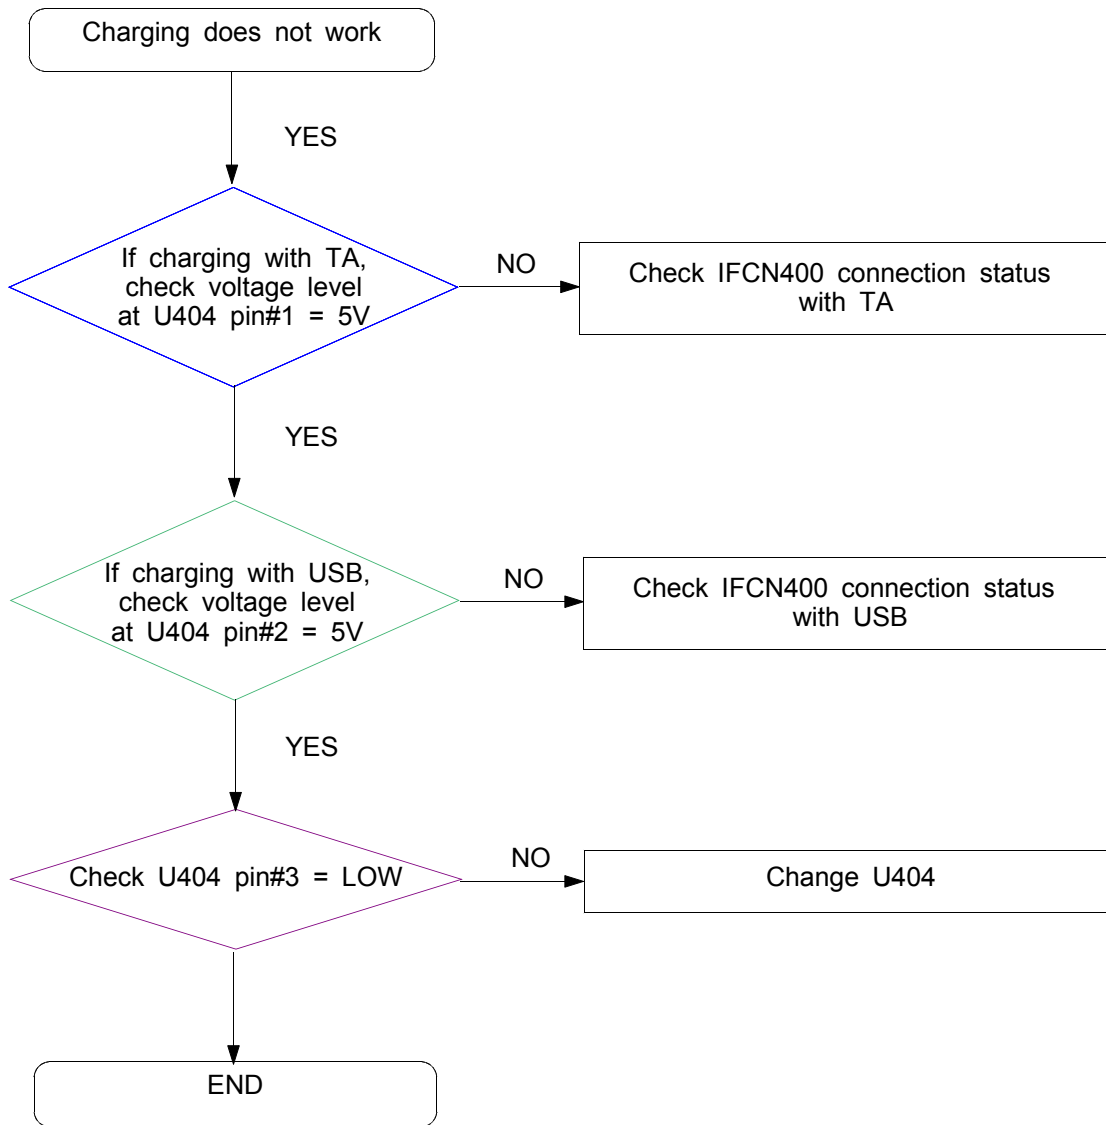 Charging does not work
YES
If charging with TA,
check voltage level
at U404 pin#1 = 5V
NO
Check IFCN400 connection status
with TA
YES
If charging with USB,
check voltage level
at U404 pin#2 = 5V
NO
Check IFCN400 connection status
with USB
YES
Check U404 pin#3 = LOW
NO
Change U404
END